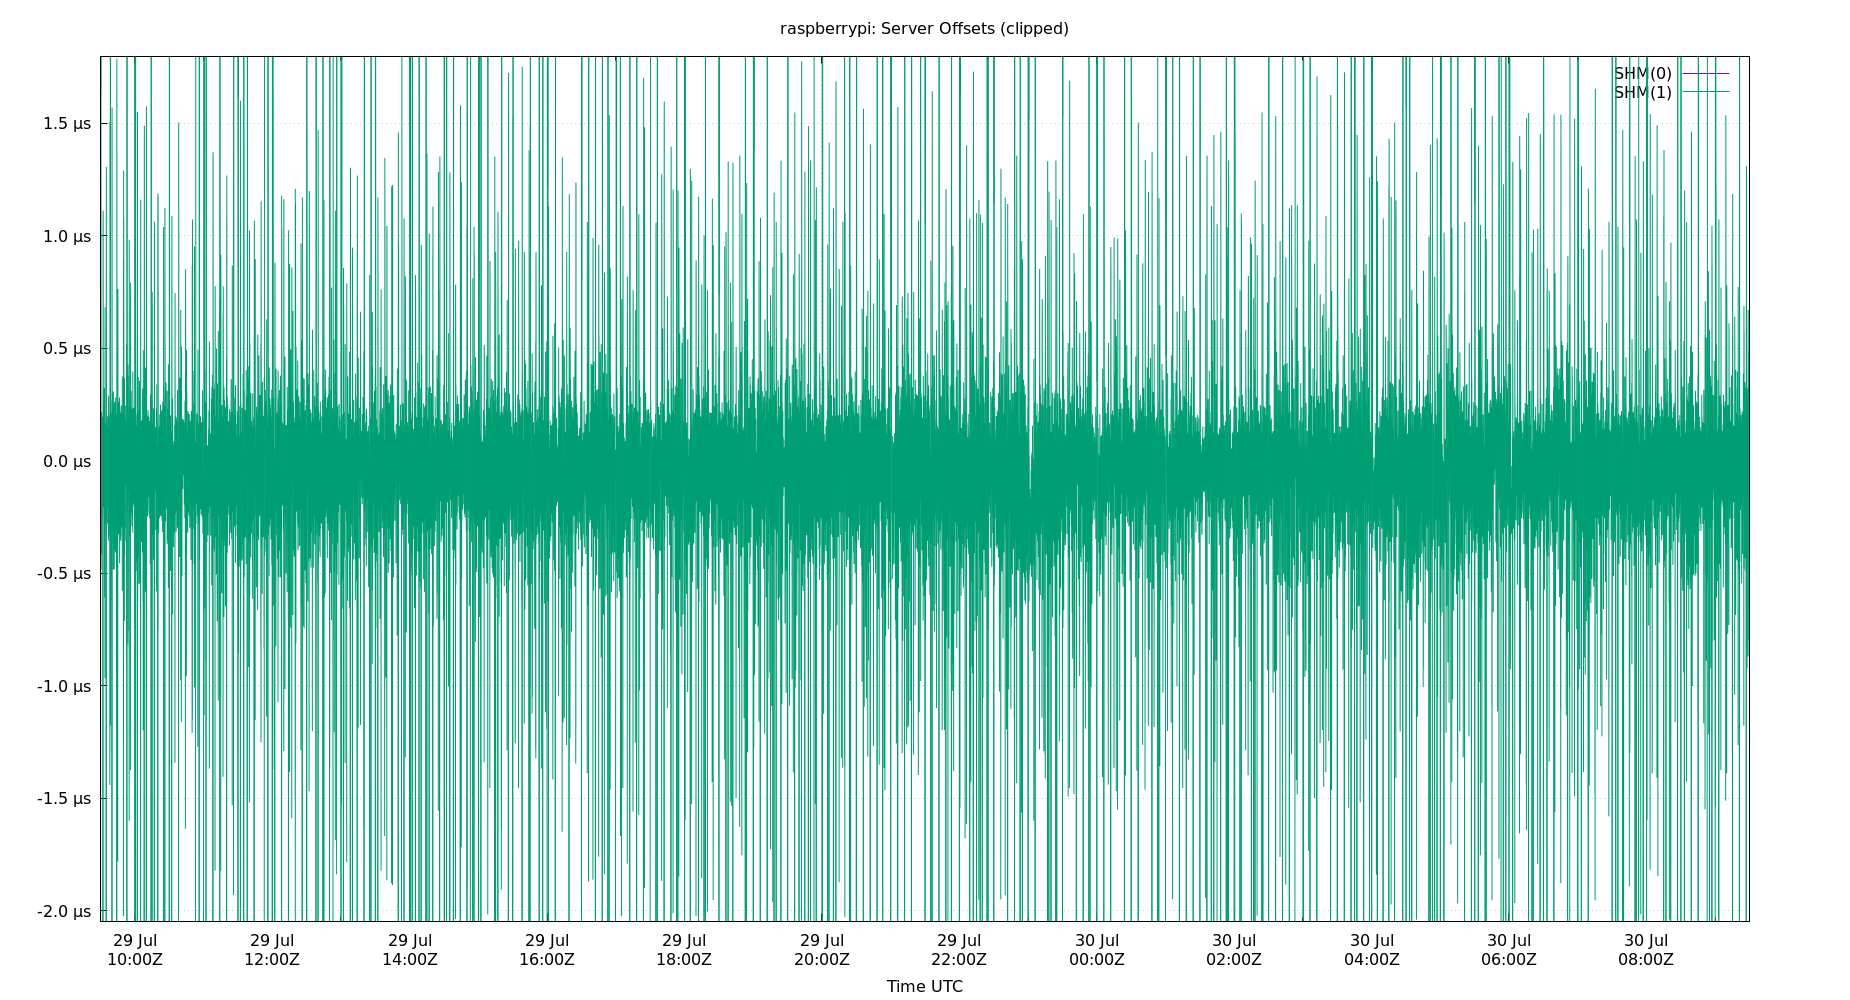 raspberrypi: Server Offsets (clipped)
SHM(0)
SHM(1)
1.5 µs
1.0 µs
0.5 µs
0.0 µs
-0.5 µs
-1.0 µs
-1.5 µs
-2.0 µs
29 Jul 29 Jul 29 Jul 29 Jul 29 Jul 29 Jul 29 Jul 30 Jul 30 Jul 30 Jul 30 Jul 30 Jul
10:00Z 12:00Z 14:00Z 16:00Z 18:00Z 20:00Z 22:00Z 00:00Z 02:00Z 04:00Z 06:00Z 08:00Z
Time UTC